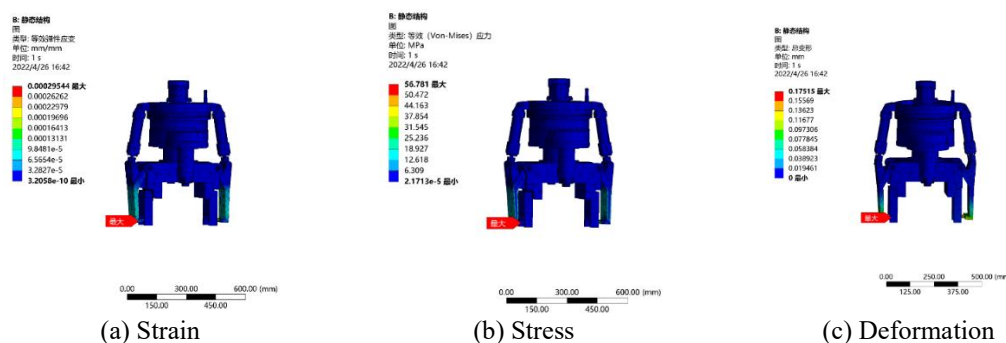 B: 静态结构
图
类型: 等效弹性应变
单位: mm/mm
时间: 1 s
2022/4/26 16:42
0.00029544 最大
0.00026262
0.00022979
0.00019696
0.00016413
0.00013131
9.8481e-5
6.5654e-5
3.2827e-5
3.2058e-10 最小
最大
0.00 300.00 600.00 (mm)
150.00 450.00
(a) Strain
B: 静态结构
图
类型: 等效 (Von-Mises) 应力
单位: MPa
时间: 1 s
2022/4/26 16:42
56.781 最大
50.472
44.163
37.854
31.545
25.236
18.927
12.618
6.309
2.1713e-5 最小
最大
0.00 300.00 600.00 (mm)
150.00 450.00
(b) Stress
B: 静态结构
图
类型: 总变形
单位: mm
时间: 1 s
2022/4/26 16:42
0.17515 最大
0.15569
0.13623
0.11677
0.097306
0.077845
0.058384
0.038923
0.019461
0 最小
最大
0.00 250.00 500.00 (mm)
125.00 375.00
(c) Deformation